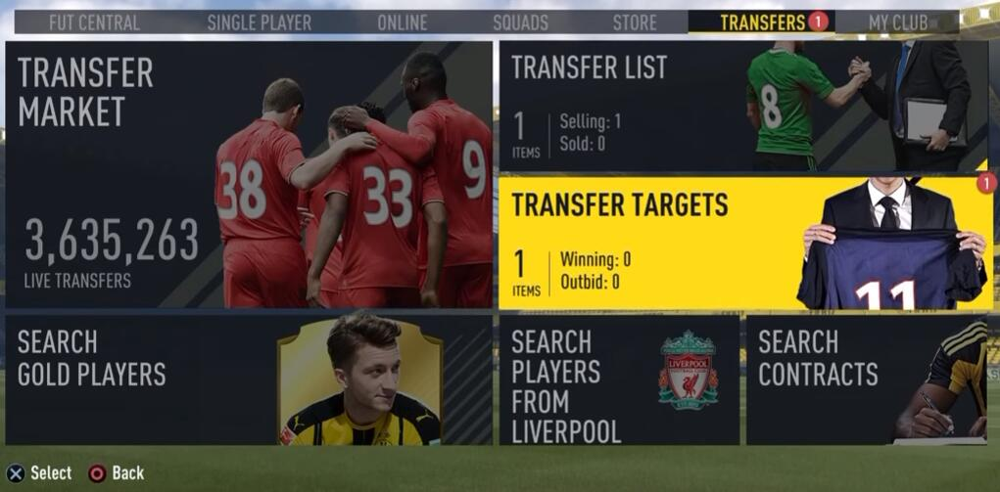 FUT CENTRAL
SINGLE PLAYER
ONLINE
SQUADS
STORE
TRANSFERS 1
MY CLUB
TRANSFER
MARKET
38
33
9
3,635,263
LIVE TRANSFERS
TRANSFER LIST
1
ITEMS
Selling: 1
Sold: 0
8
1
TRANSFER TARGETS
1
ITEMS
Winning: 0
Outbid: 0
11
SEARCH
GOLD PLAYERS
SEARCH
PLAYERS
FROM
LIVERPOOL
LIVERPOOL
SEARCH
CONTRACTS
Select
Back